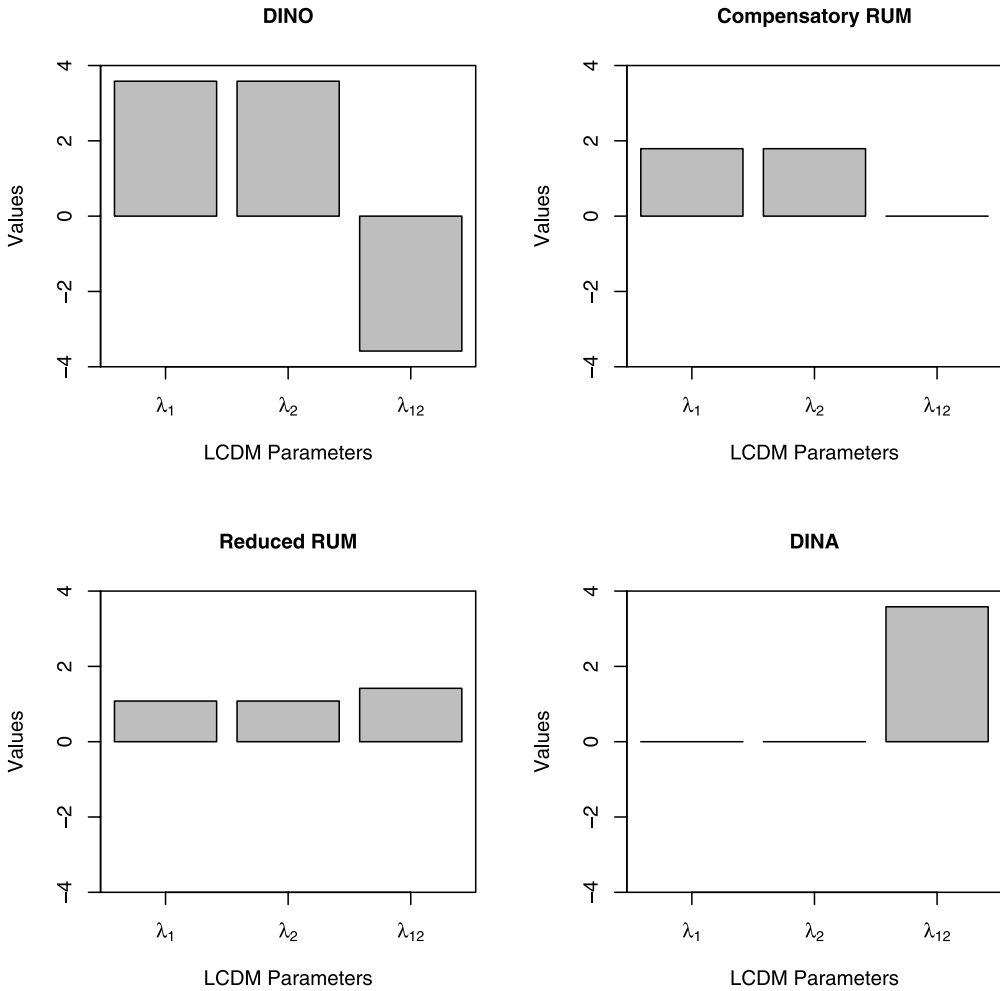 DINO
Values
4
2
0
−2
−4
λ1 λ2 λ12
LCDM Parameters
Compensatory RUM
Values
4
2
0
−2
−4
λ1 λ2 λ12
LCDM Parameters
Reduced RUM
Values
4
2
0
−2
−4
λ1 λ2 λ12
LCDM Parameters
DINA
Values
4
2
0
−2
−4
λ1 λ2 λ12
LCDM Parameters